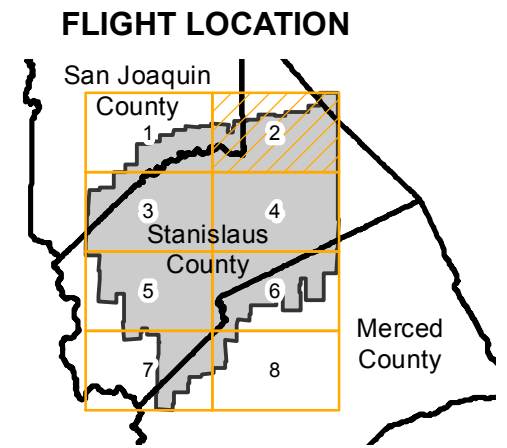 FLIGHT LOCATION
San Joaquin
County
1
2
3
4
Stanislaus
County
5
6
Merced
County
7
8